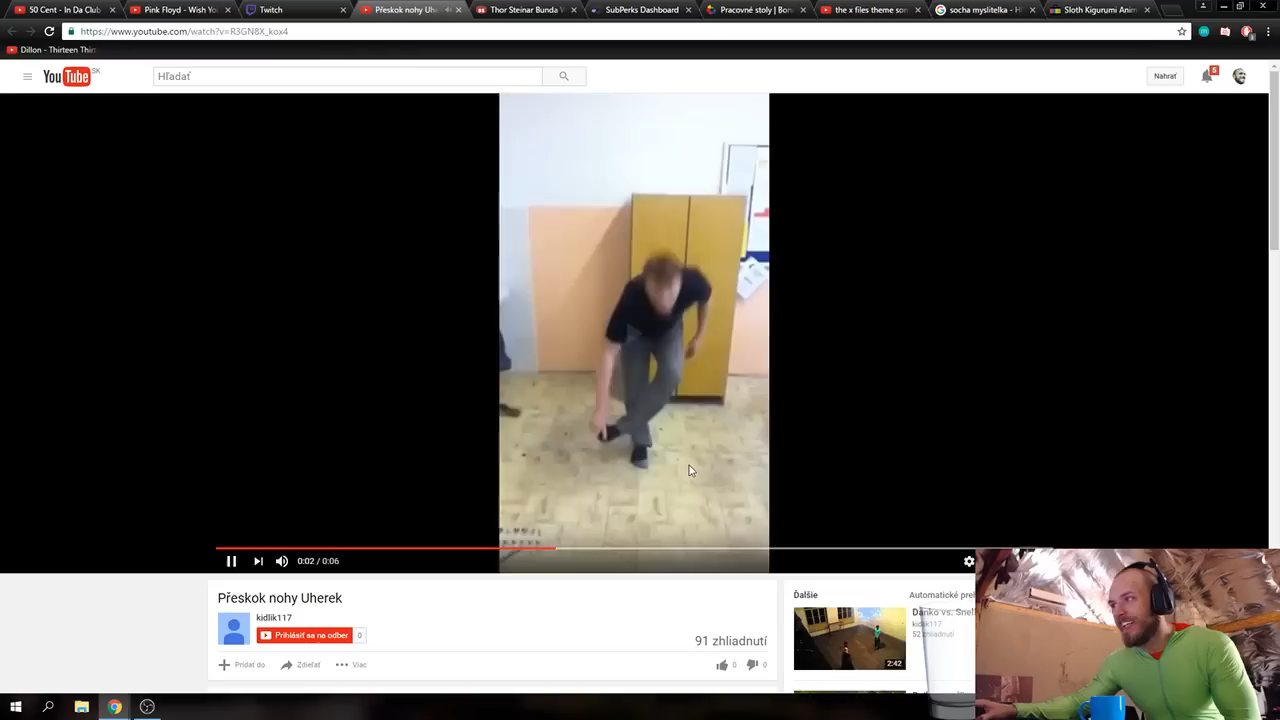 50 Cent - In Da Club
Pink Floyd - Wish Yo
Twitch
Přeskok nohy Uhe
Thor Steinar Bunda V
SubPerks Dashboard
Pracovné stoly | Bon
the x files theme son
socha myslitelka - H
Sloth Kigurumi Anim
https://www.youtube.com/watch?v=R3GN8X_kox4
Dillon - Thirteen Thirt
YouTube SK
Hľadať
Nahrať
5
0:02 / 0:06
Přeskok nohy Uherek
kidlik117
Prihlásiť sa na odber 0
91 zhliadnutí
Pridať do
Zdieľať
Viac
0
0
Ďalšie
Automatické preh
Danko vs. Snel
kidlik117
52 zhliadnutí
2:42